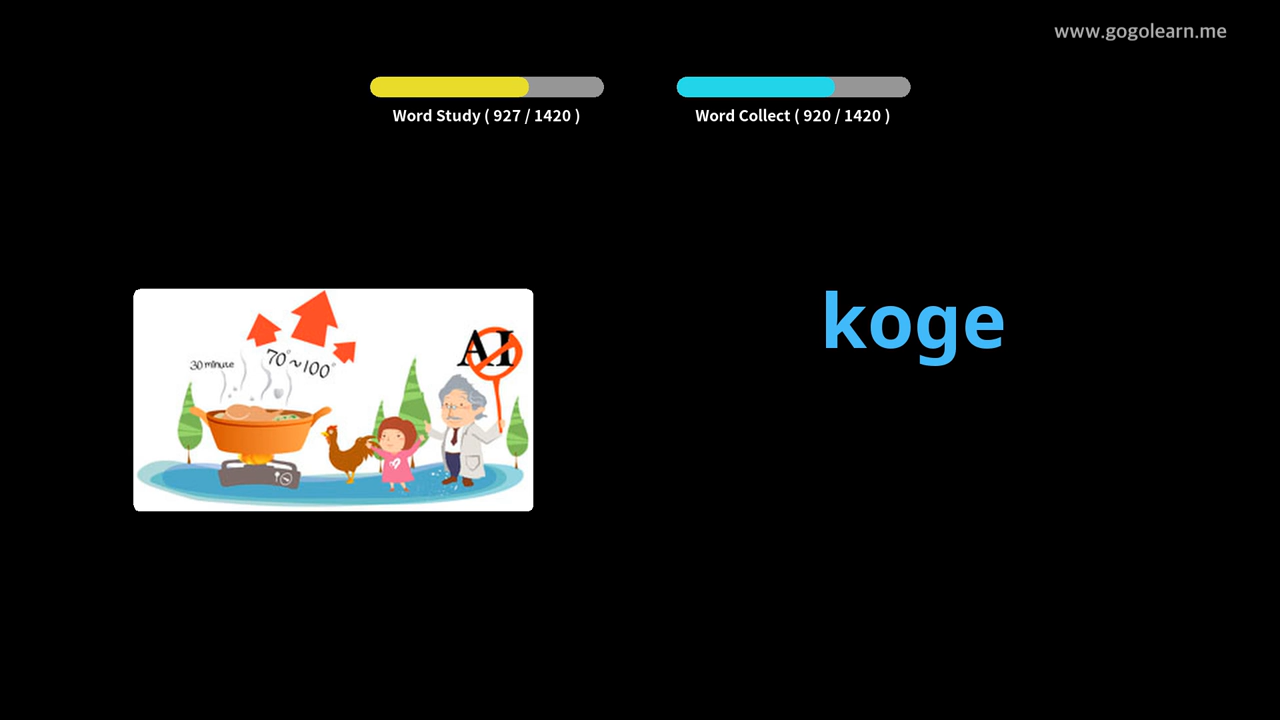 www.gogolearn.me
Word Study ( 927 / 1420 )
Word Collect ( 920 / 1420 )
koge
30 minute
70°~100°
AI